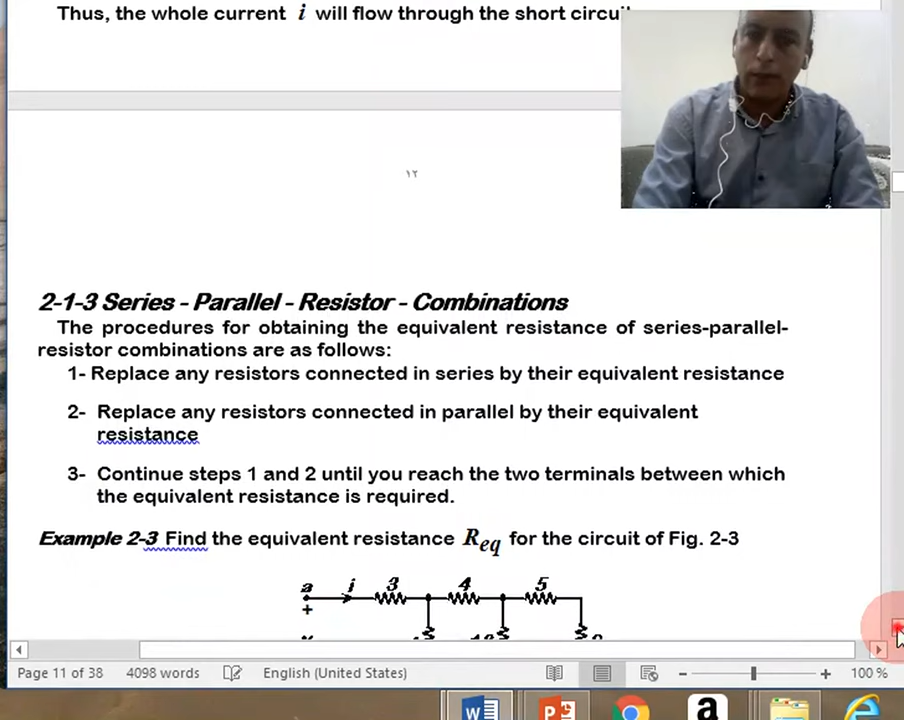 Thus, the whole current i will flow through the short circuit
١٢
2-1-3 Series - Parallel - Resistor - Combinations
The procedures for obtaining the equivalent resistance of series-parallel-
resistor combinations are as follows:
1- Replace any resistors connected in series by their equivalent resistance
2- Replace any resistors connected in parallel by their equivalent
resistance
3- Continue steps 1 and 2 until you reach the two terminals between which
the equivalent resistance is required.
Example 2-3 Find the equivalent resistance Req for the circuit of Fig. 2-3
a i 3 4 5
+
Page 11 of 38 4098 words English (United States) 100 %
W P a